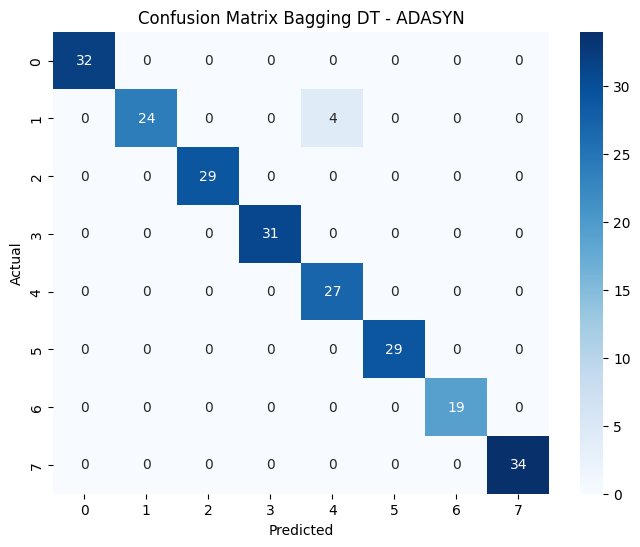 Confusion Matrix Bagging DT - ADASYN
0 32 0 0 0 0 0 0 0
1 0 24 0 0 4 0 0 0
2 0 0 29 0 0 0 0 0
3 0 0 0 31 0 0 0 0
4 0 0 0 0 27 0 0 0
5 0 0 0 0 0 29 0 0
6 0 0 0 0 0 0 19 0
7 0 0 0 0 0 0 0 34
0 1 2 3 4 5 6 7
Predicted
Actual
30
25
20
15
10
5
0